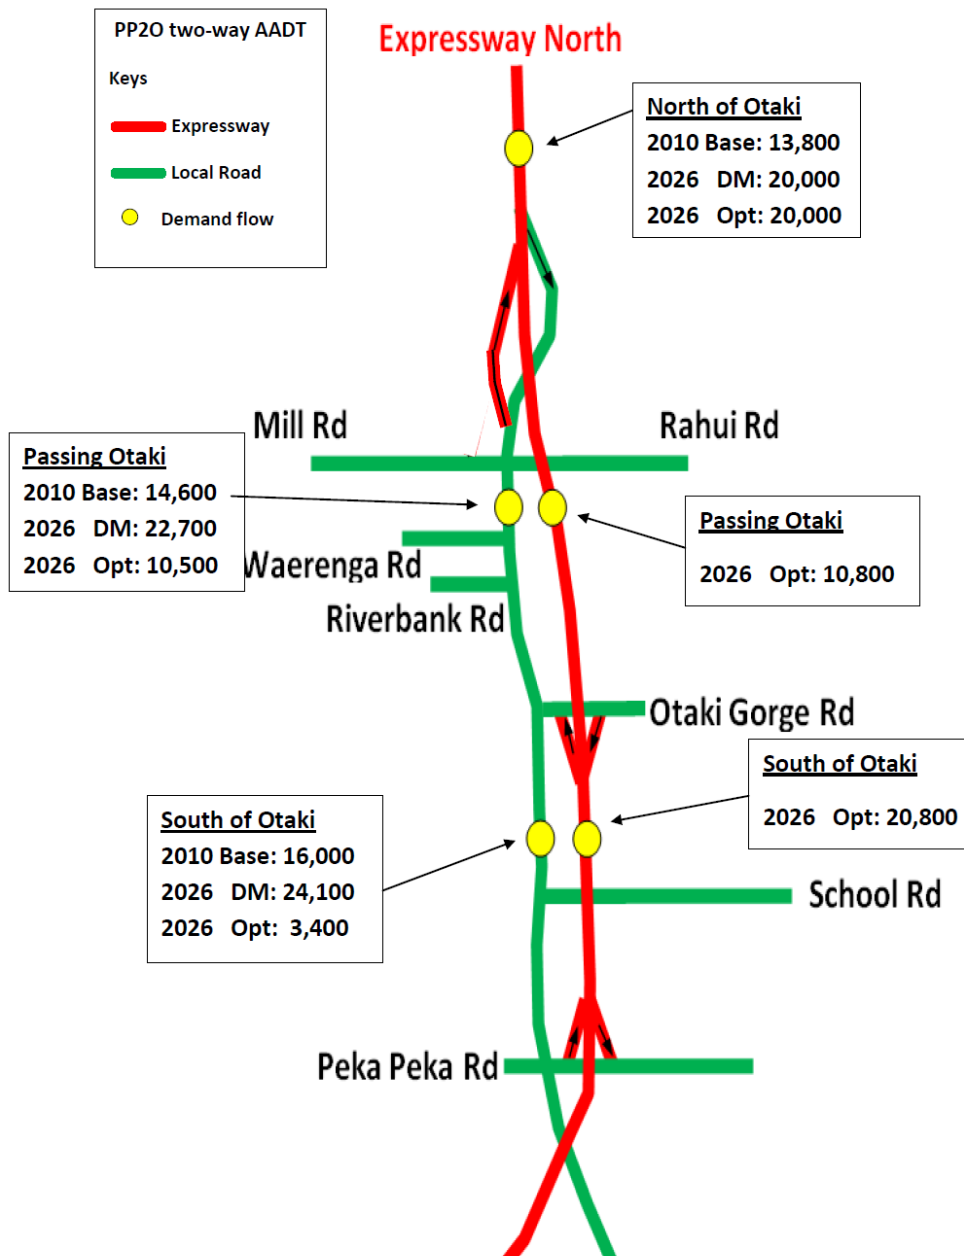 PP2O two-way AADT
Keys
Expressway
Local Road
Demand flow
Expressway North
North of Otaki
2010 Base: 13,800
2026 DM: 20,000
2026 Opt: 20,000
Mill Rd
Rahui Rd
Passing Otaki
2010 Base: 14,600
2026 DM: 22,700
2026 Opt: 10,500
Passing Otaki
2026 Opt: 10,800
Waerenga Rd
Riverbank Rd
Otaki Gorge Rd
South of Otaki
2026 Opt: 20,800
South of Otaki
2010 Base: 16,000
2026 DM: 24,100
2026 Opt: 3,400
School Rd
Peka Peka Rd